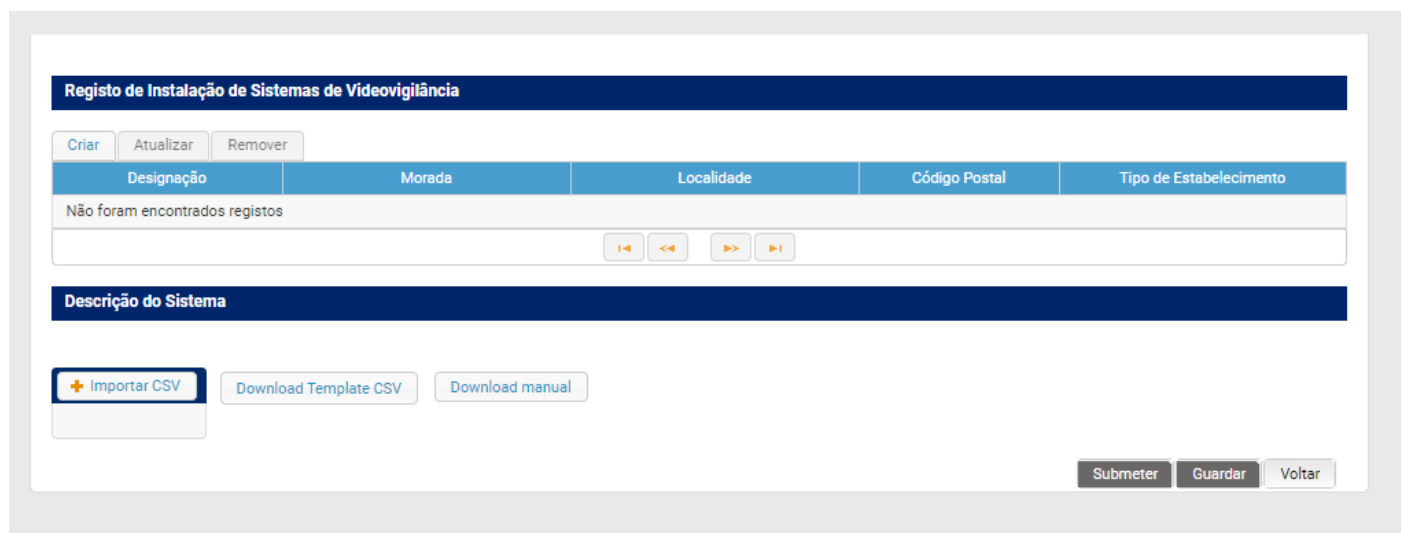 Registo de Instalação de Sistemas de Videovigilância
Criar Atualizar Remover
Designação Morada Localidade Código Postal Tipo de Estabelecimento
Não foram encontrados registos
Descrição do Sistema
Importar CSV Download Template CSV Download manual
Submeter Guardar Voltar